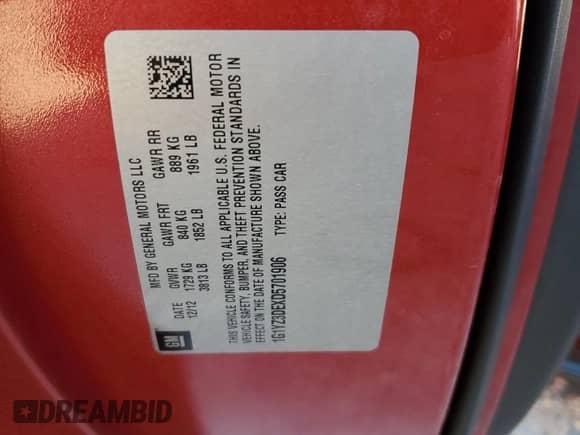 MFD BY GENERAL MOTORS LLC
DATE GVWR GAWR FRT GAWR RR
12/12 1729 KG 840 KG 889 KG
3813 LB 1852 LB 1961 LB
THIS VEHICLE CONFORMS TO ALL APPLICABLE U.S. FEDERAL MOTOR
VEHICLE SAFETY, BUMPER, AND THEFT PREVENTION STANDARDS IN
EFFECT ON THE DATE OF MANUFACTURE SHOWN ABOVE.
1G1YZ3DEXD5701906 TYPE: PASS CAR
GM
DREAMBID